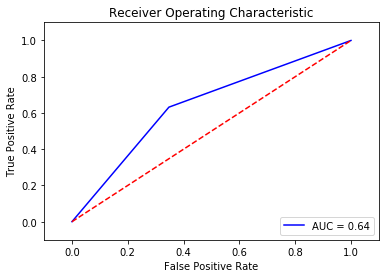 Receiver Operating Characteristic
True Positive Rate
1.0
0.8
0.6
0.4
0.2
0.0
AUC = 0.64
0.0 0.2 0.4 0.6 0.8 1.0
False Positive Rate